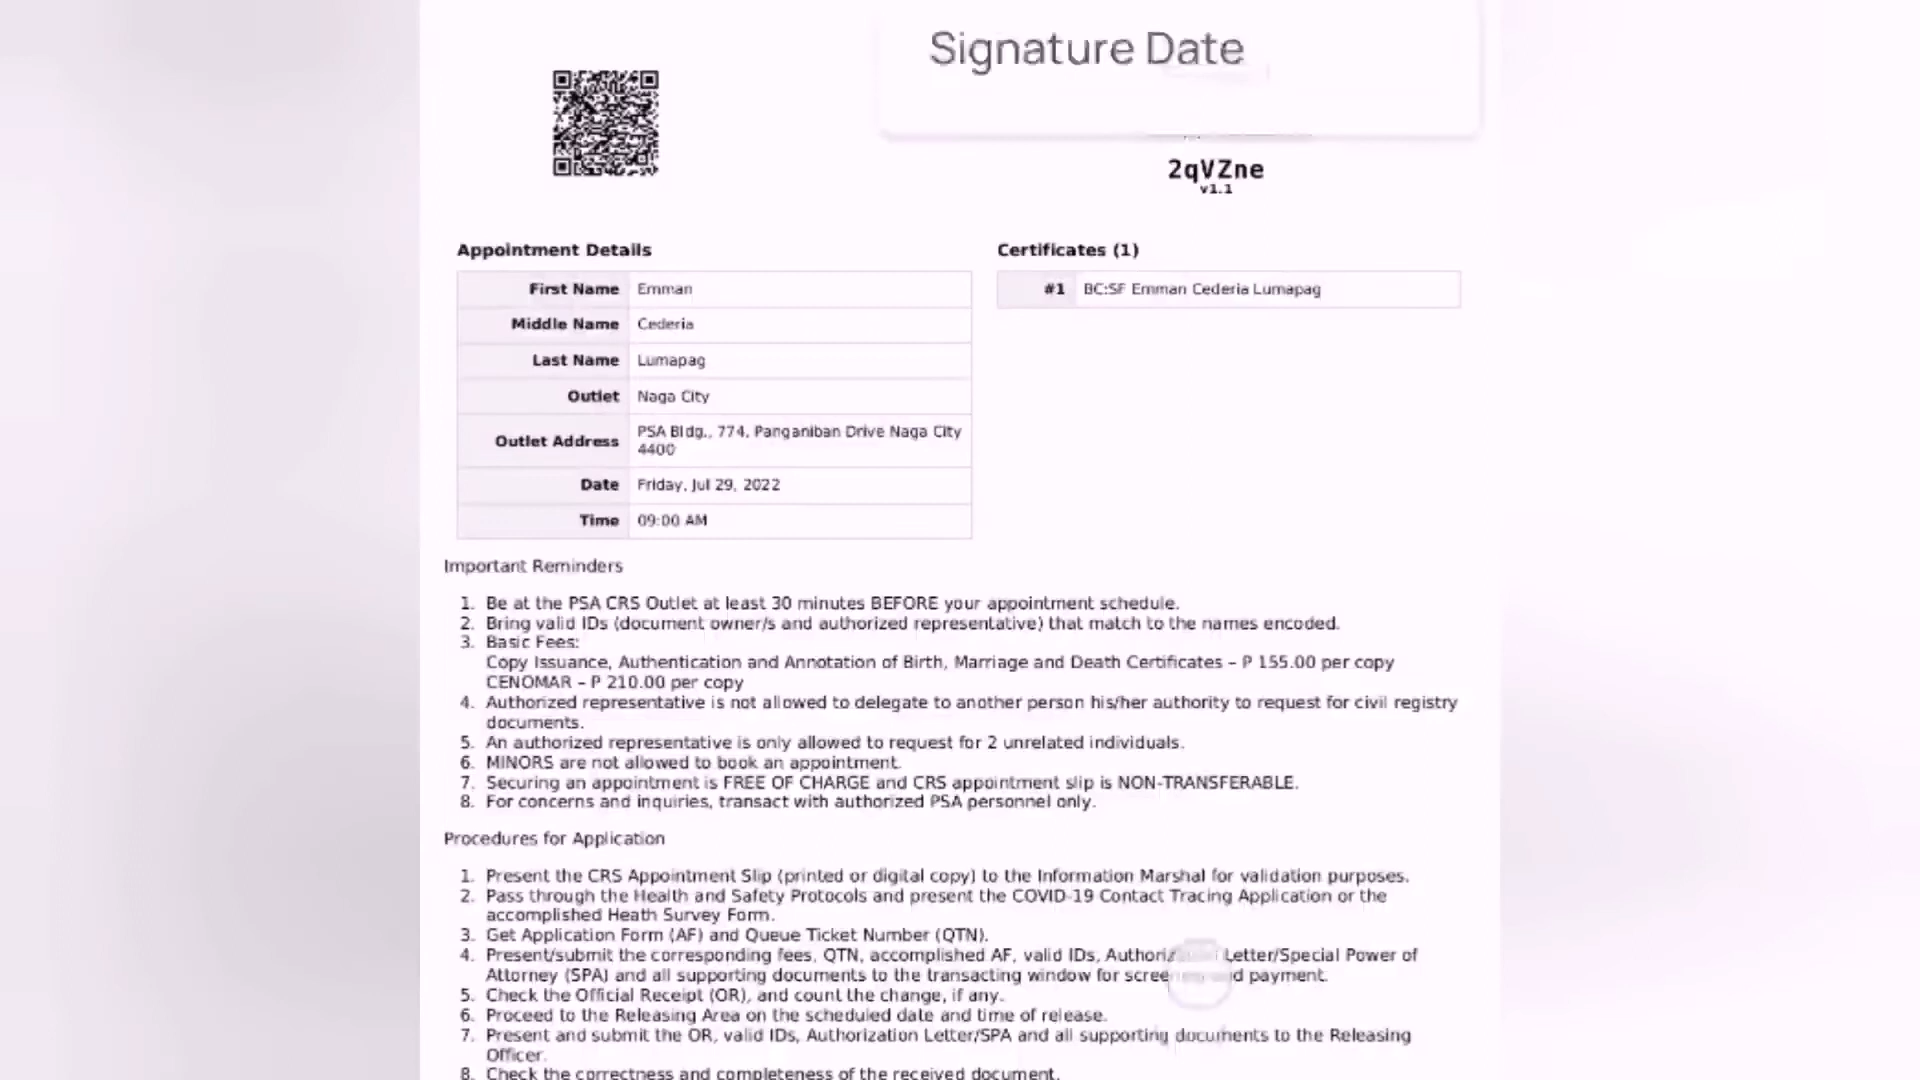 Signature Date
2qVZne
v1.1
Appointment Details
First Name Emman
Middle Name Cederia
Last Name Lumapag
Outlet Naga City
Outlet Address PSA Bldg., 774, Panganiban Drive Naga City
4400
Date Friday, Jul 29, 2022
Time 09:00 AM
Certificates (1)
#1 BC:SF Emman Cederia Lumapag
Important Reminders
1. Be at the PSA CRS Outlet at least 30 minutes BEFORE your appointment schedule.
2. Bring valid IDs (document owner/s and authorized representative) that match to the names encoded.
3. Basic Fees:
Copy Issuance, Authentication and Annotation of Birth, Marriage and Death Certificates – P 155.00 per copy
CENOMAR – P 210.00 per copy
4. Authorized representative is not allowed to delegate to another person his/her authority to request for civil registry
documents.
5. An authorized representative is only allowed to request for 2 unrelated individuals.
6. MINORS are not allowed to book an appointment.
7. Securing an appointment is FREE OF CHARGE and CRS appointment slip is NON-TRANSFERABLE.
8. For concerns and inquiries, transact with authorized PSA personnel only.
Procedures for Application
1. Present the CRS Appointment Slip (printed or digital copy) to the Information Marshal for validation purposes.
2. Pass through the Health and Safety Protocols and present the COVID-19 Contact Tracing Application or the
accomplished Heath Survey Form.
3. Get Application Form (AF) and Queue Ticket Number (QTN).
4. Present/submit the corresponding fees, QTN, accomplished AF, valid IDs, Letter/Special Power of
Attorney (SPA) and all supporting documents to the transacting window for payment.
5. Check the Official Receipt (OR), and count the change, if any.
6. Proceed to the Releasing Area on the scheduled date and time of release.
7. Present and submit the OR, valid IDs, Authorization Letter/SPA and all supporting documents to the Releasing
Officer.
8. Check the correctness and completeness of the received document.